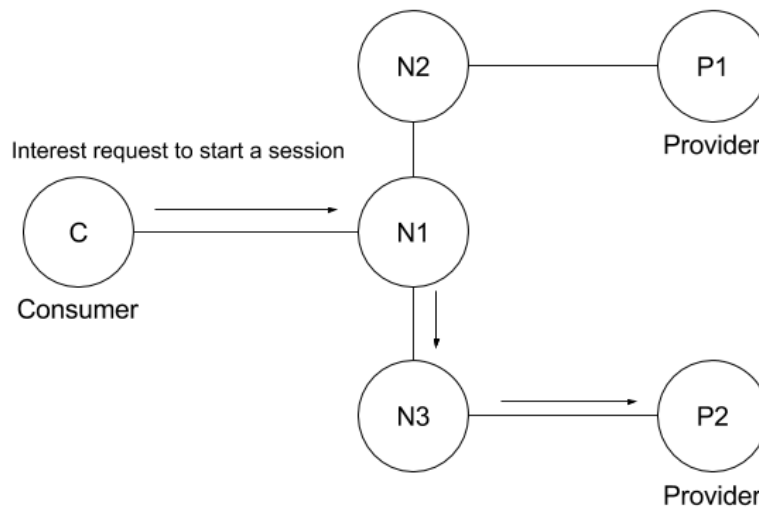 N2
P1
Provider
Interest request to start a session
C
N1
Consumer
N3
P2
Provider